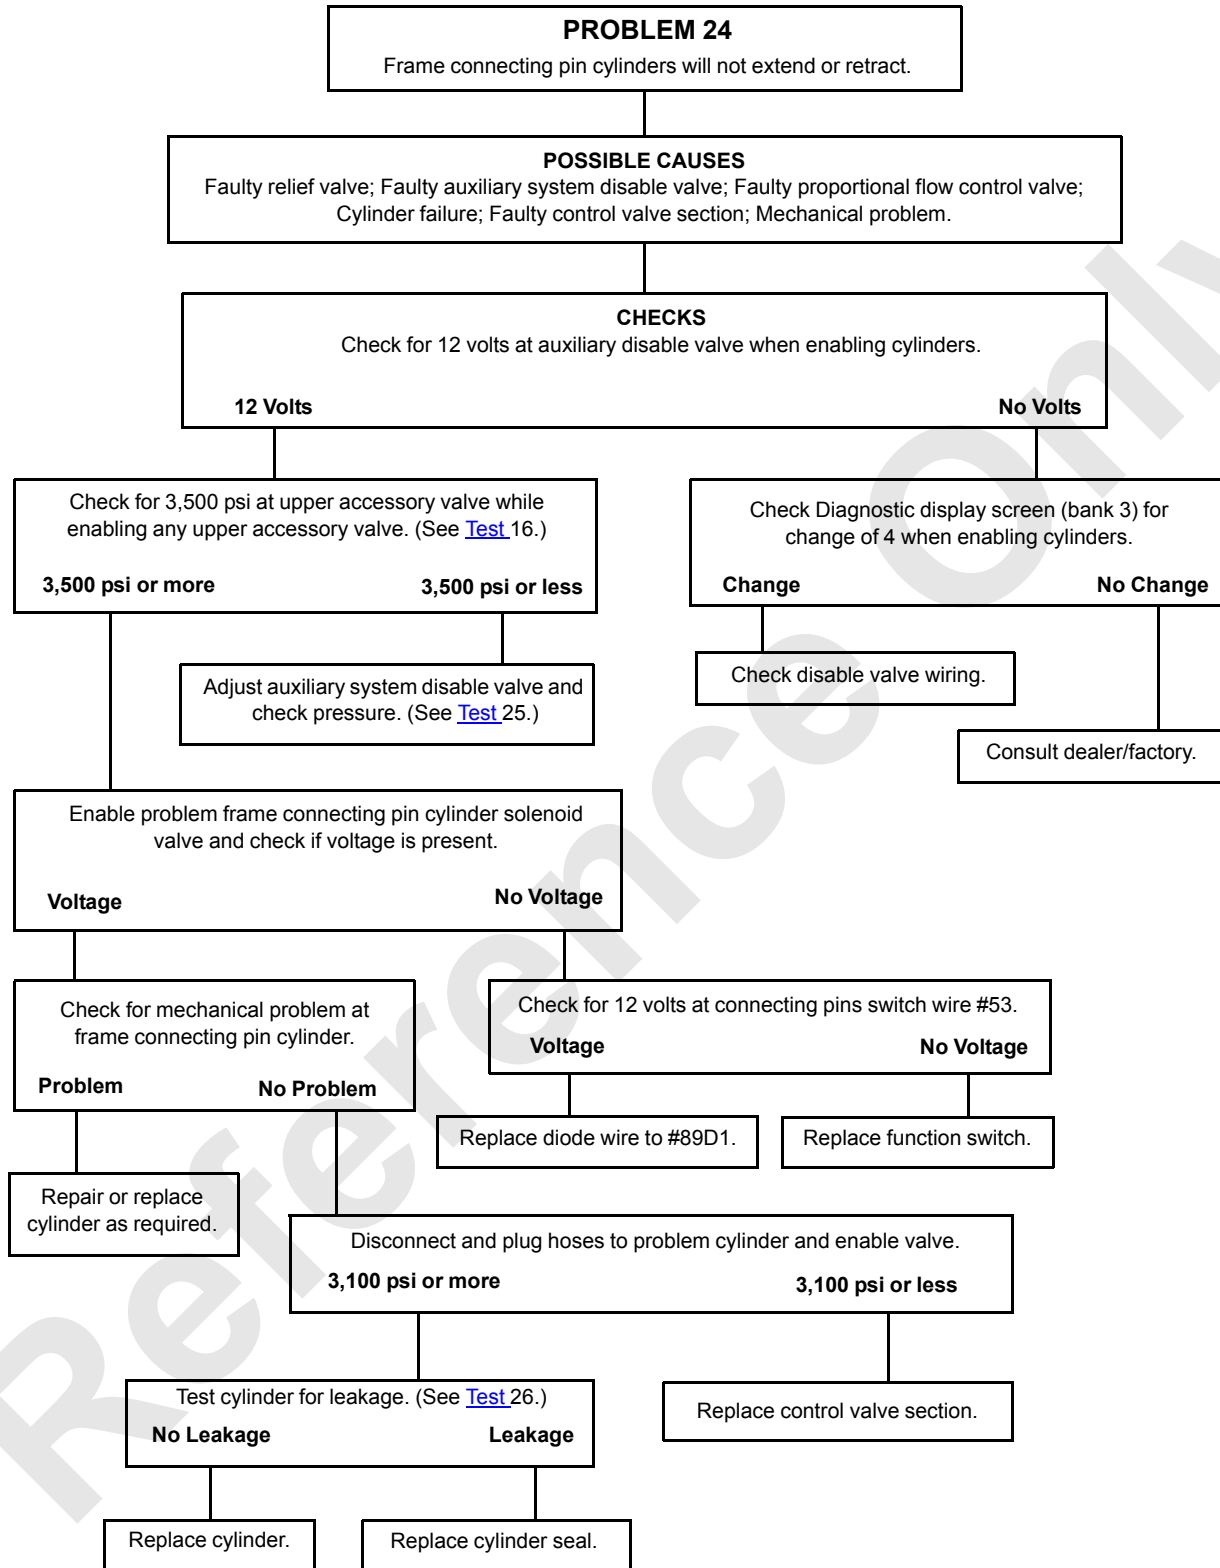 PROBLEM 24
Frame connecting pin cylinders will not extend or retract.
POSSIBLE CAUSES
Faulty relief valve; Faulty auxiliary system disable valve; Faulty proportional flow control valve;
Cylinder failure; Faulty control valve section; Mechanical problem.
CHECKS
Check for 12 volts at auxiliary disable valve when enabling cylinders.
12 Volts
No Volts
Check for 3,500 psi at upper accessory valve while
enabling any upper accessory valve. (See Test 16.)
3,500 psi or more
3,500 psi or less
Check Diagnostic display screen (bank 3) for
change of 4 when enabling cylinders.
Change
No Change
Adjust auxiliary system disable valve and
check pressure. (See Test 25.)
Check disable valve wiring.
Consult dealer/factory.
Enable problem frame connecting pin cylinder solenoid
valve and check if voltage is present.
Voltage
No Voltage
Check for mechanical problem at
frame connecting pin cylinder.
Problem
No Problem
Check for 12 volts at connecting pins switch wire #53.
Voltage
No Voltage
Replace diode wire to #89D1.
Replace function switch.
Repair or replace
cylinder as required.
Disconnect and plug hoses to problem cylinder and enable valve.
3,100 psi or more
3,100 psi or less
Test cylinder for leakage. (See Test 26.)
No Leakage
Leakage
Replace control valve section.
Replace cylinder.
Replace cylinder seal.
Reference Only